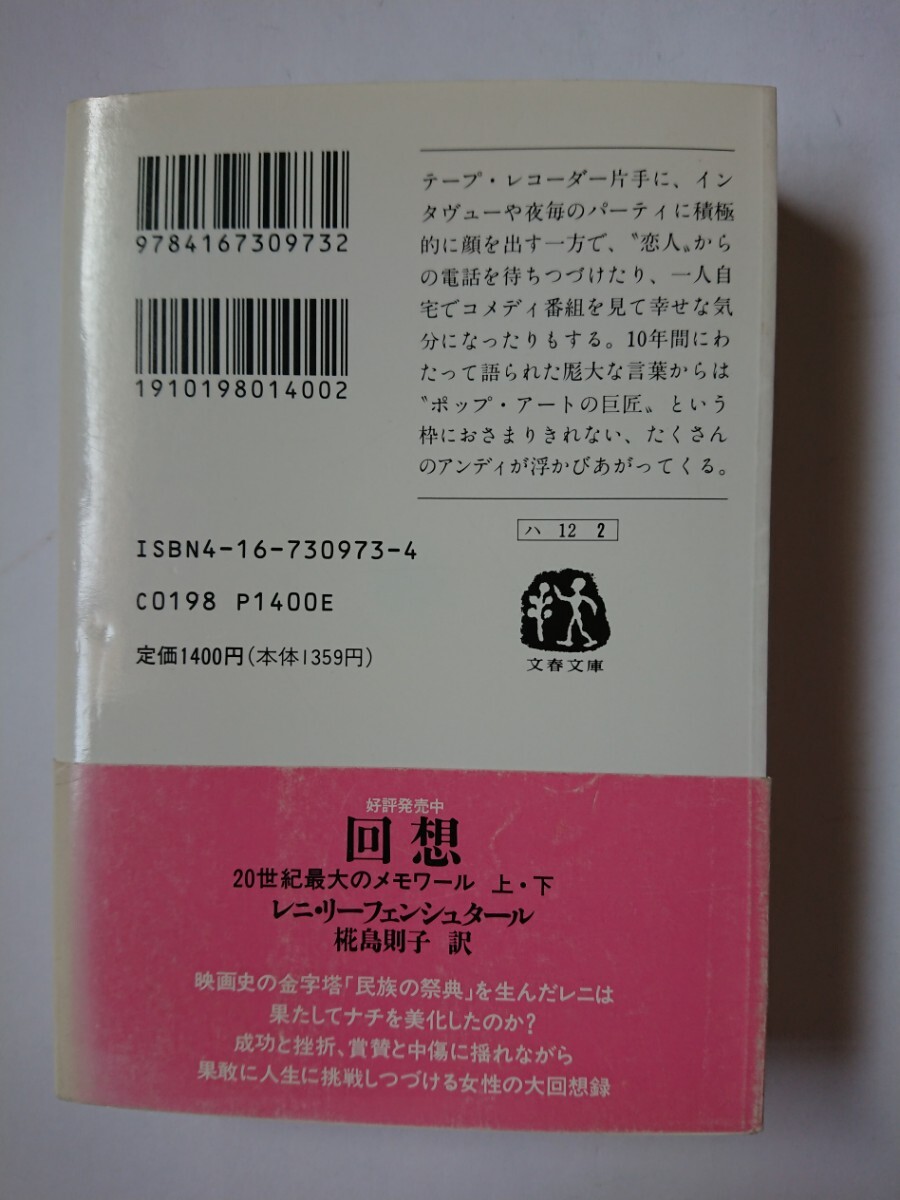 9784167309732
1910198014002
テープ・レコーダー片手に、イン
タヴューや夜毎のパーティに積極
的に顔を出す一方で、〝恋人〟から
の電話を待ちつづけたり、一人自
宅でコメディ番組を見て幸せな気
分になったりもする。10年間にわ
たって語られた厖大な言葉からは
〝ポップ・アートの巨匠〟という
枠におさまりきれない、たくさん
のアンディが浮かびあがってくる。
ISBN4-16-730973-4
C0198 P1400E
定価1400円(本体1359円)
ハ 12 2
文春文庫
好評発売中
回想
20世紀最大のメモワール 上・下
レニ・リーフェンシュタール
椛島則子 訳
映画史の金字塔「民族の祭典」を生んだレニは
果たしてナチを美化したのか?
成功と挫折、賞賛と中傷に揺れながら
果敢に人生に挑戦しつづける女性の大回想録